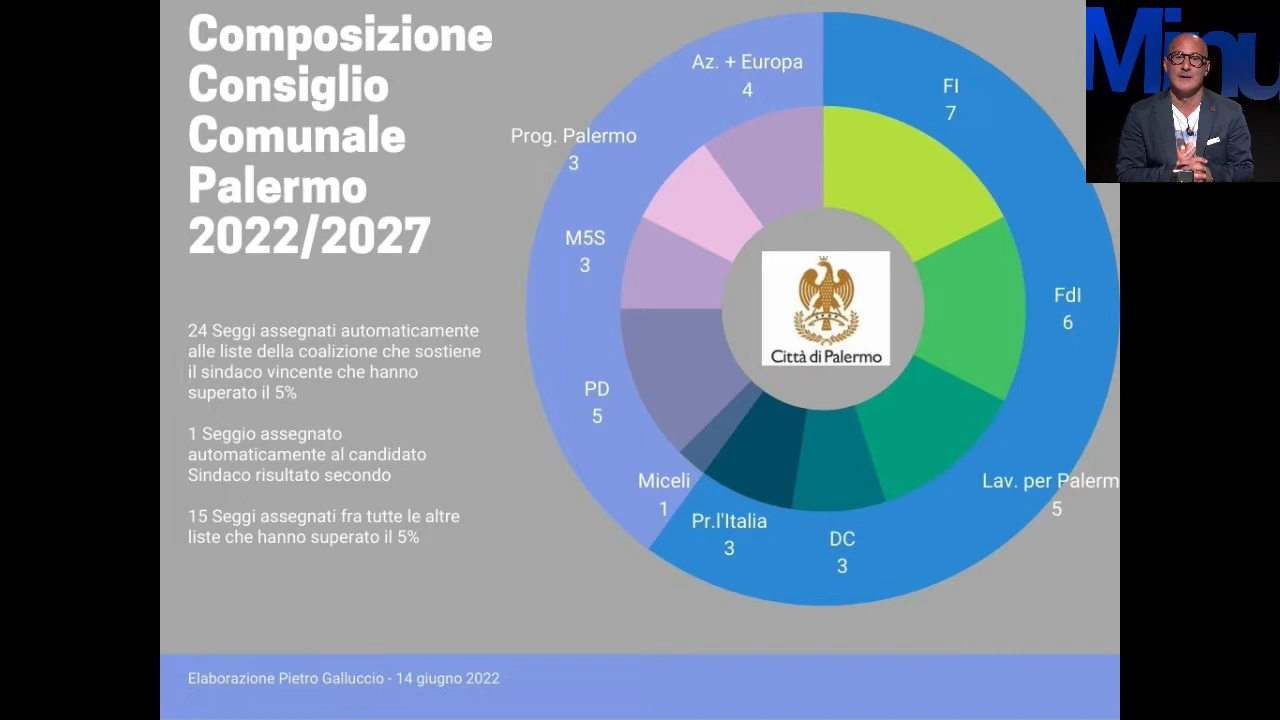 Composizione
Consiglio
Comunale
Palermo
2022/2027
24 Seggi assegnati automaticamente
alle liste della coalizione che sostiene
il sindaco vincente che hanno
superato il 5%
1 Seggio assegnato
automaticamente al candidato
Sindaco risultato secondo
15 Seggi assegnati fra tutte le altre
liste che hanno superato il 5%
Az. + Europa
4
FI
7
Prog. Palermo
3
M5S
3
FdI
6
PD
5
Miceli
1
Pr.l'Italia
3
DC
3
Lav. per Palerm
5
Città di Palermo
Elaborazione Pietro Galluccio - 14 giugno 2022
Minu